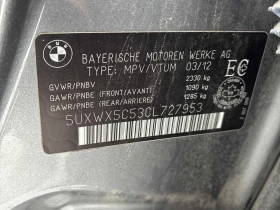 BAYERISCHE MOTOREN WERKE AG
TYPE: MPV/VTUM 03/12
EC
GVWR/PNBV 2330 kg
GAWR/PNBE (FRONT/AVANT) 1090 kg
GAWR/PNBE (REAR/ARRIERE) 1285 kg
5UXWX5C53CL727953